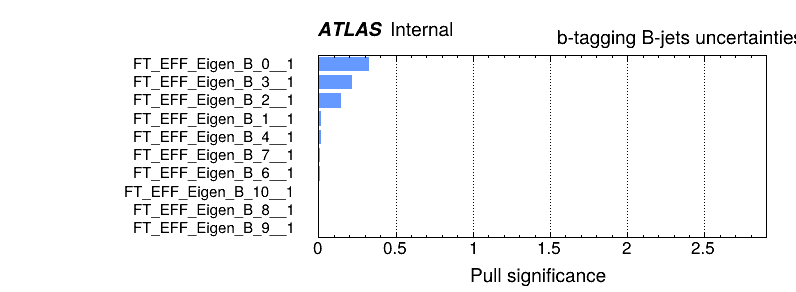 ATLAS Internal
b-tagging B-jets uncertainties
FT_EFF_Eigen_B_0__1
FT_EFF_Eigen_B_3__1
FT_EFF_Eigen_B_2__1
FT_EFF_Eigen_B_1__1
FT_EFF_Eigen_B_4__1
FT_EFF_Eigen_B_7__1
FT_EFF_Eigen_B_6__1
FT_EFF_Eigen_B_10__1
FT_EFF_Eigen_B_8__1
FT_EFF_Eigen_B_9__1
0 0.5 1 1.5 2 2.5
Pull significance